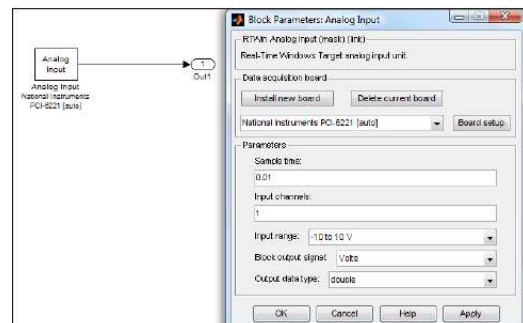 Analog
Input
Analog Input
National Instruments
PCI-6221 [auto]
1
Out1
Block Parameters: Analog Input
RTWin Analog Input (mask) (link)
Real-Time Windows Target analog input unit.
Data acquisition board
Install new board
Delete current board
National Instruments PCI-6221 [auto]
Board setup
Parameters
Sample time:
0.01
Input channels:
1
Input range: -10 to 10 V
Block output signal: Volts
Output data type: double
OK Cancel Help Apply